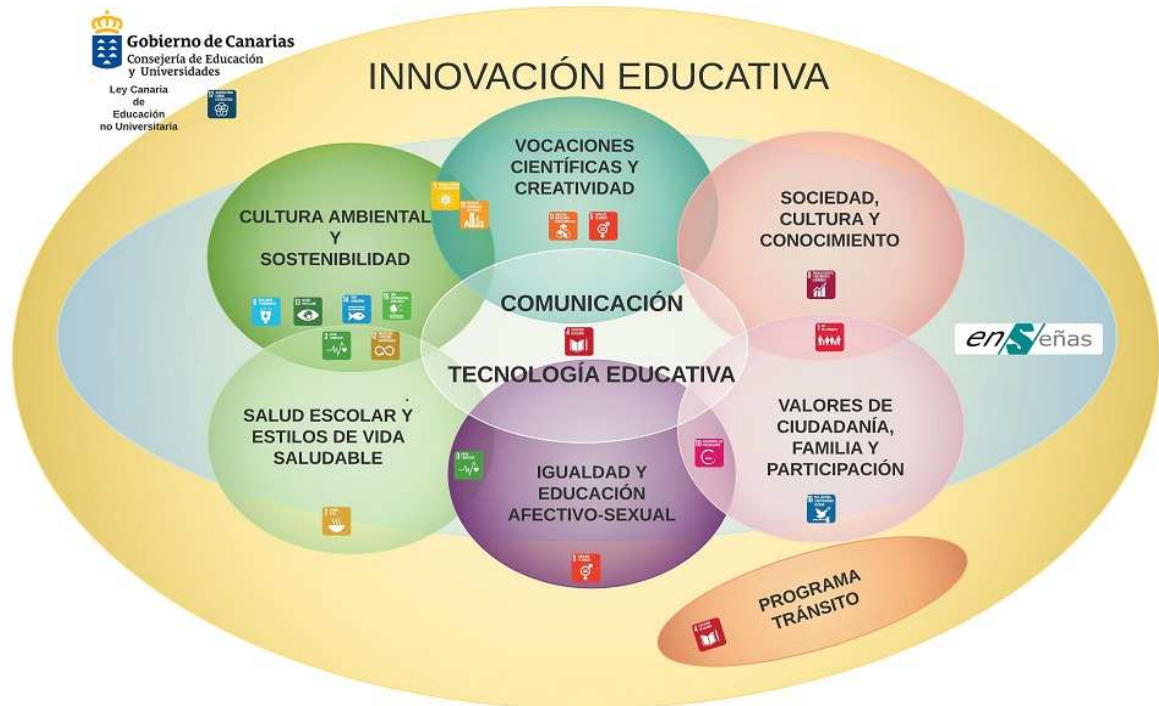 Gobierno de Canarias
Consejería de Educación
y Universidades
Ley Canaria
de
Educación
no Universitaria
INNOVACIÓN EDUCATIVA
VOCACIONES
CIENTÍFICAS Y
CREATIVIDAD
CULTURA AMBIENTAL
Y
SOSTENIBILIDAD
SOCIEDAD,
CULTURA Y
CONOCIMIENTO
COMUNICACIÓN
TECNOLOGÍA EDUCATIVA
enSeñas
SALUD ESCOLAR Y
ESTILOS DE VIDA
SALUDABLE
IGUALDAD Y
EDUCACIÓN
AFECTIVO-SEXUAL
VALORES DE
CIUDADANÍA,
FAMILIA Y
PARTICIPACIÓN
PROGRAMA
TRÁNSITO